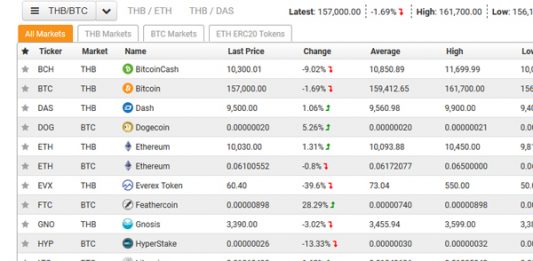 THB/BTC THB / ETH THB / DAS Latest: 157,000.00 -1.69% High: 161,700.00 Low: 156,1
All Markets THB Markets BTC Markets ETH ERC20 Tokens
Ticker Market Name Last Price Change Average High Low
BCH THB BitcoinCash 10,300.01 -9.02% 10,850.89 11,699.99 10,0
BTC THB Bitcoin 157,000.00 -1.69% 159,412.65 161,700.00 156
DAS THB Dash 9,500.00 1.06% 9,560.98 9,900.00 9,40
DOG BTC Dogecoin 0.00000020 5.26% 0.00000020 0.00000021 0.0
ETH THB Ethereum 10,030.00 1.31% 10,093.88 10,450.00 9,81
ETH BTC Ethereum 0.06100552 -0.8% 0.06172077 0.06500000 0.0
EVX THB Everex Token 60.40 -39.6% 73.04 550.00 50.0
FTC BTC Feathercoin 0.00000898 28.29% 0.00000740 0.00000898 0.0
GNO THB Gnosis 3,390.00 -3.02% 3,455.94 3,599.00 3,38
HYP BTC HyperStake 0.00000026 -13.33% 0.00000030 0.00000032 0.0